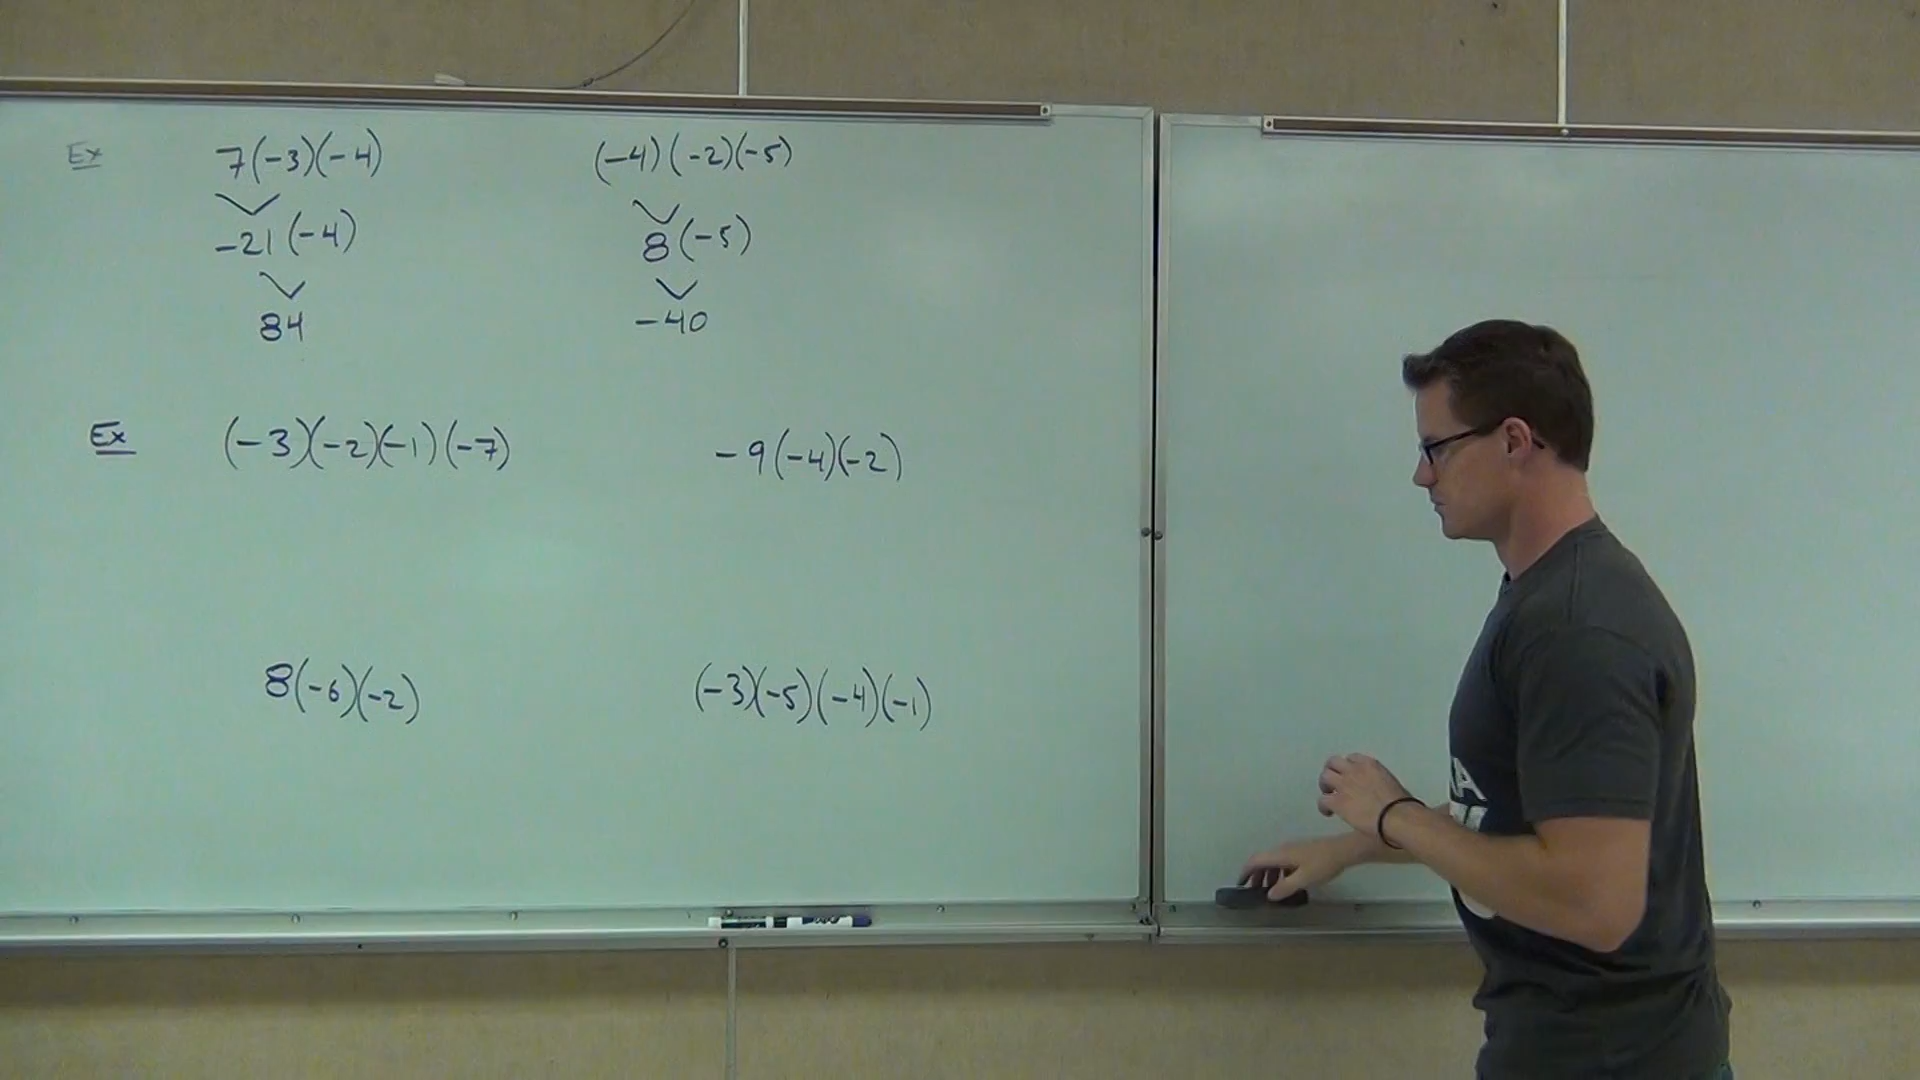 Ex 7(-3)(-4) (-4)(-2)(-5)
-21(-4) 8(-5)
84 -40
Ex (-3)(-2)(-1)(-7) -9(-4)(-2)
8(-6)(-2) (-3)(-5)(-4)(-1)